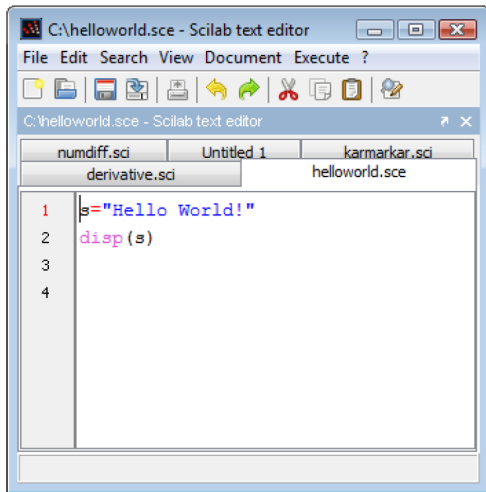 C:\helloworld.sce - Scilab text editor
File Edit Search View Document Execute ?
C:\helloworld.sce - Scilab text editor
numdiff.sci Untitled 1 karmarkar.sci
derivative.sci helloworld.sce
1 s="Hello World!"
2 disp(s)
3
4